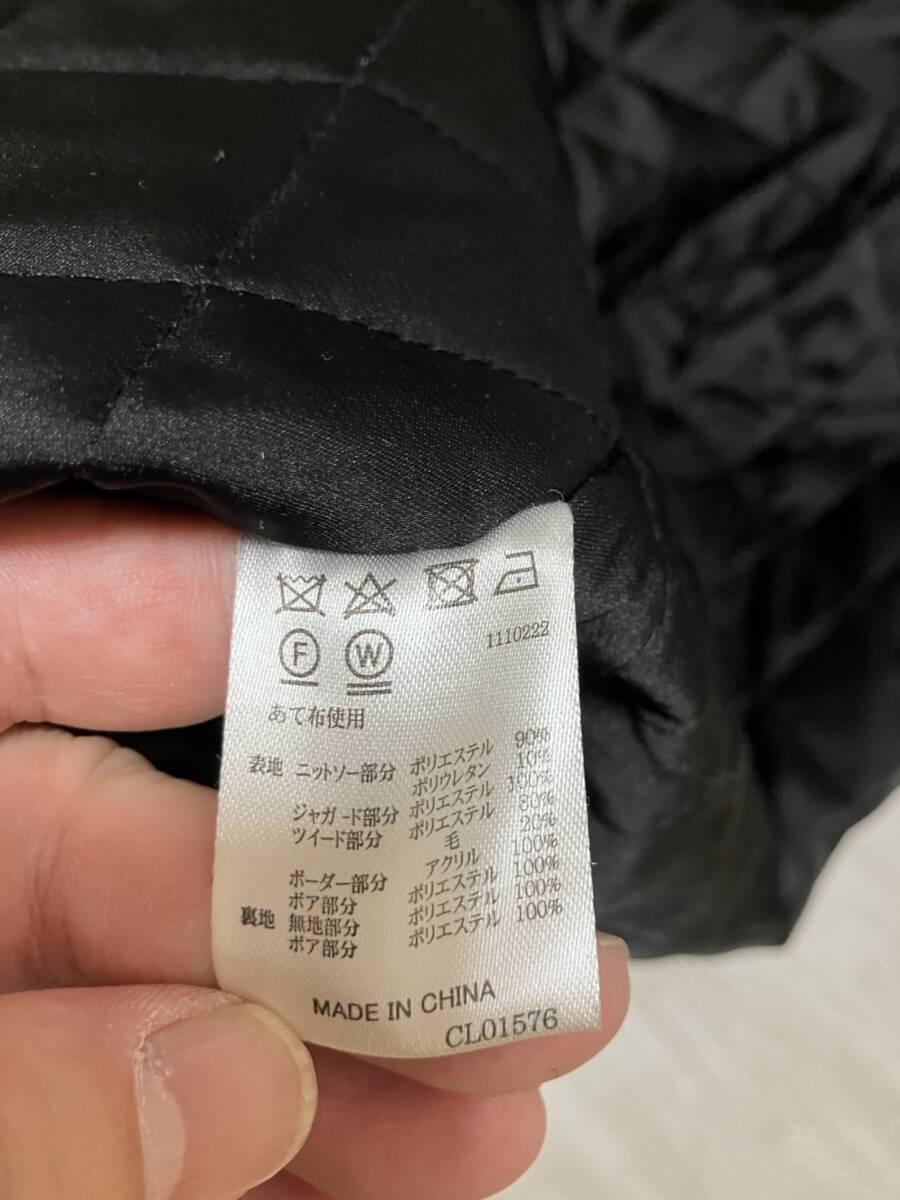 1110222
F W
あて布使用
表地 ニットソー部分 ポリエステル 90%
ポリウレタン 10%
ジャガード部分 ポリエステル 100%
ツイード部分 ポリエステル 80%
毛 20%
ボーダー部分 アクリル 100%
ボア部分 ポリエステル 100%
裏地 無地部分 ポリエステル 100%
ボア部分 ポリエステル 100%
MADE IN CHINA
CL01576